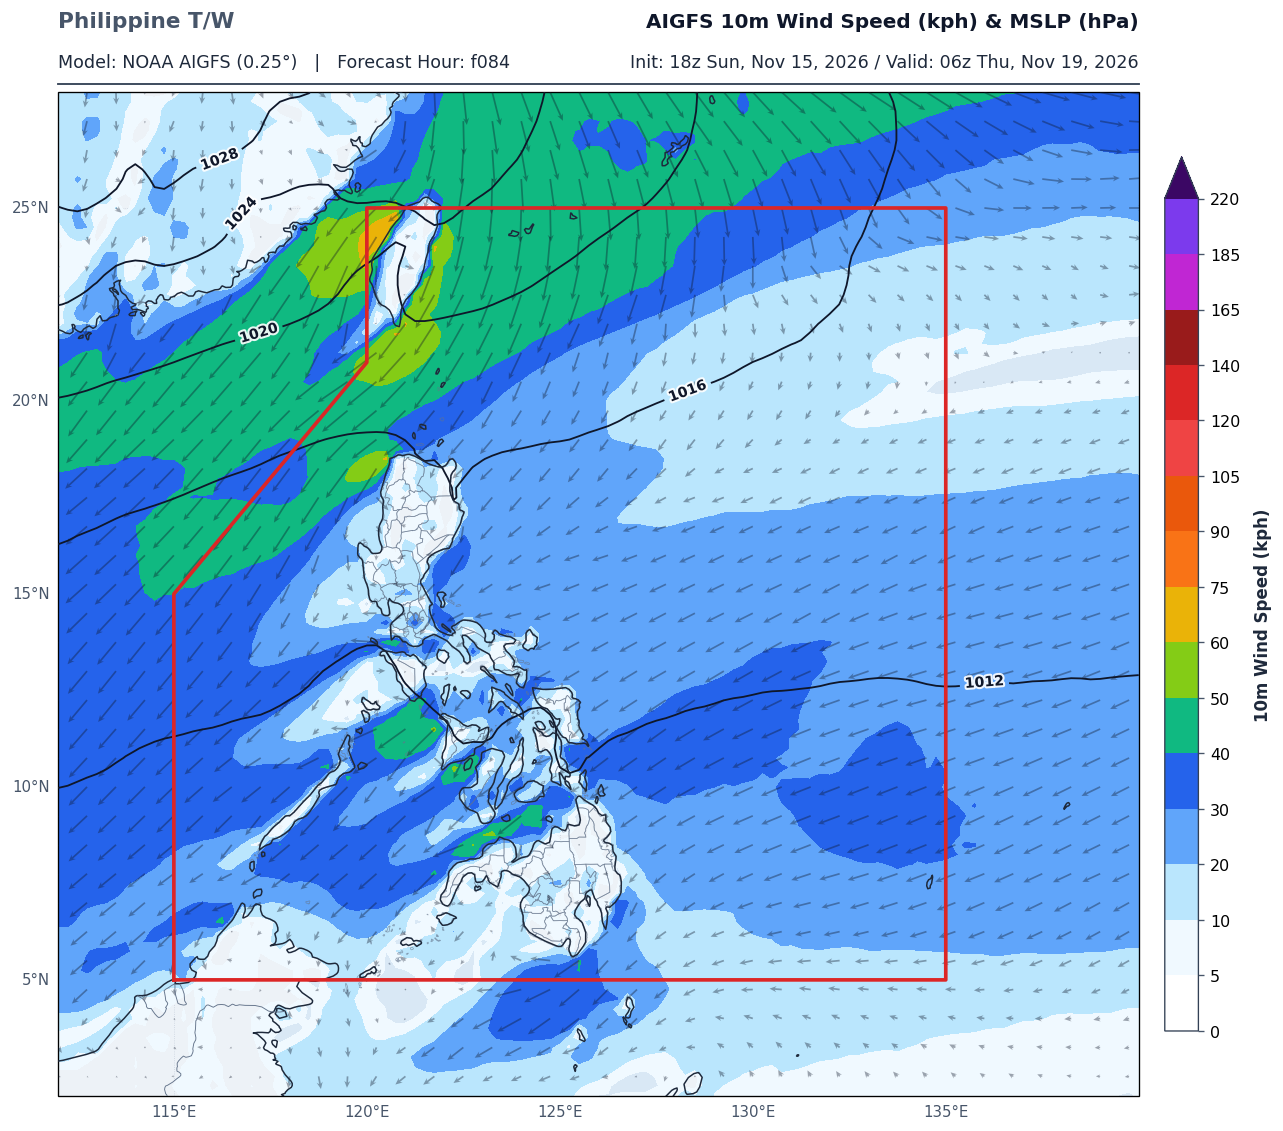 Philippine T/W
AIGFS 10m Wind Speed (kph) & MSLP (hPa)
Model: NOAA AIGFS (0.25°) | Forecast Hour: f084
Init: 18z Sun, Nov 15, 2026 / Valid: 06z Thu, Nov 19, 2026
1028
1024
1020
1016
1012
25°N
20°N
15°N
10°N
5°N
115°E
120°E
125°E
130°E
135°E
220
185
165
140
120
105
90
75
60
50
40
30
20
10
5
0
10m Wind Speed (kph)